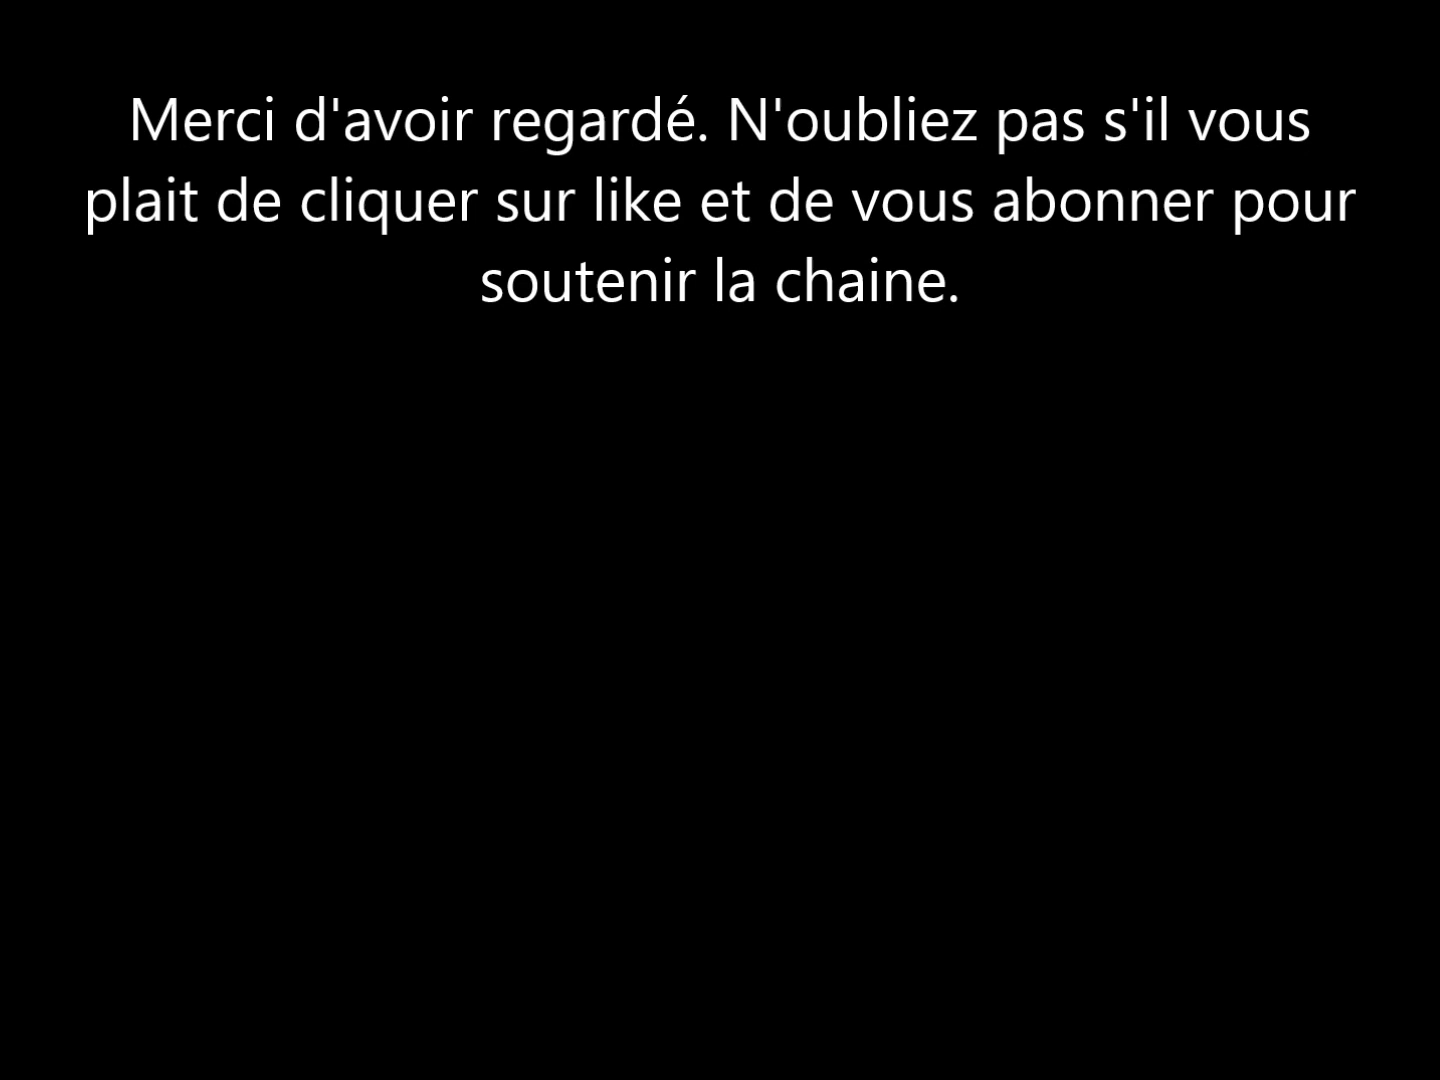 Merci d'avoir regardé. N'oubliez pas s'il vous
plait de cliquer sur like et de vous abonner pour
soutenir la chaine.